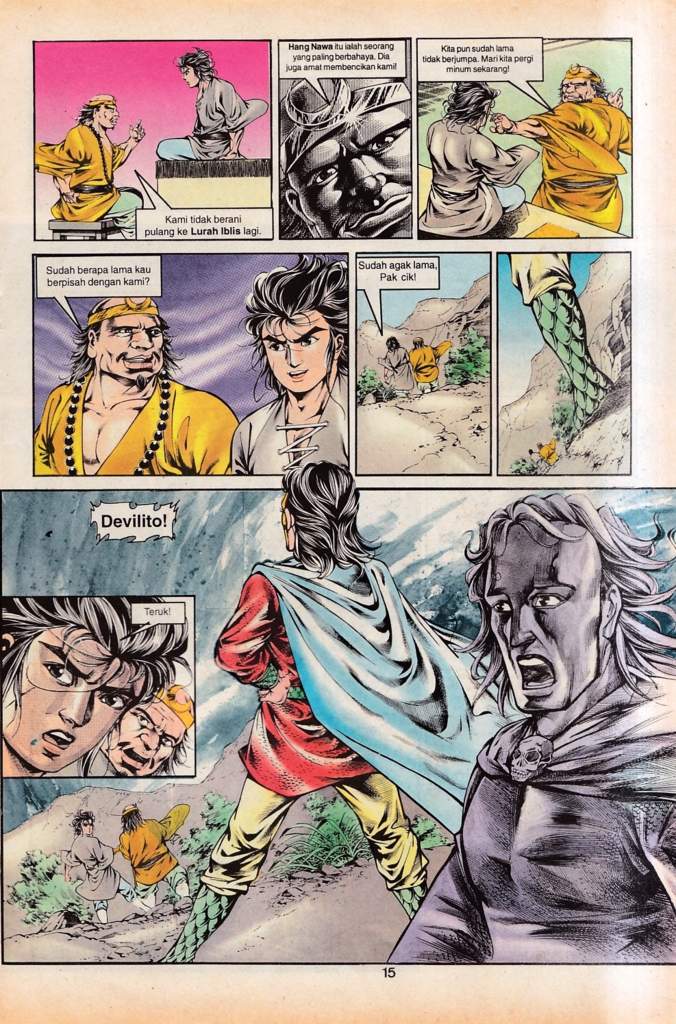 Kami tidak berani
pulang ke Lurah Iblis lagi.
Hang Nawa itu ialah seorang
yang paling berbahaya. Dia
juga amat membencikan kami!
Kita pun sudah lama
tidak berjumpa. Mari kita pergi
minum sekarang!
Sudah berapa lama kau
berpisah dengan kami?
Sudah agak lama,
Pak cik!
Devilito!
Teruk!
15